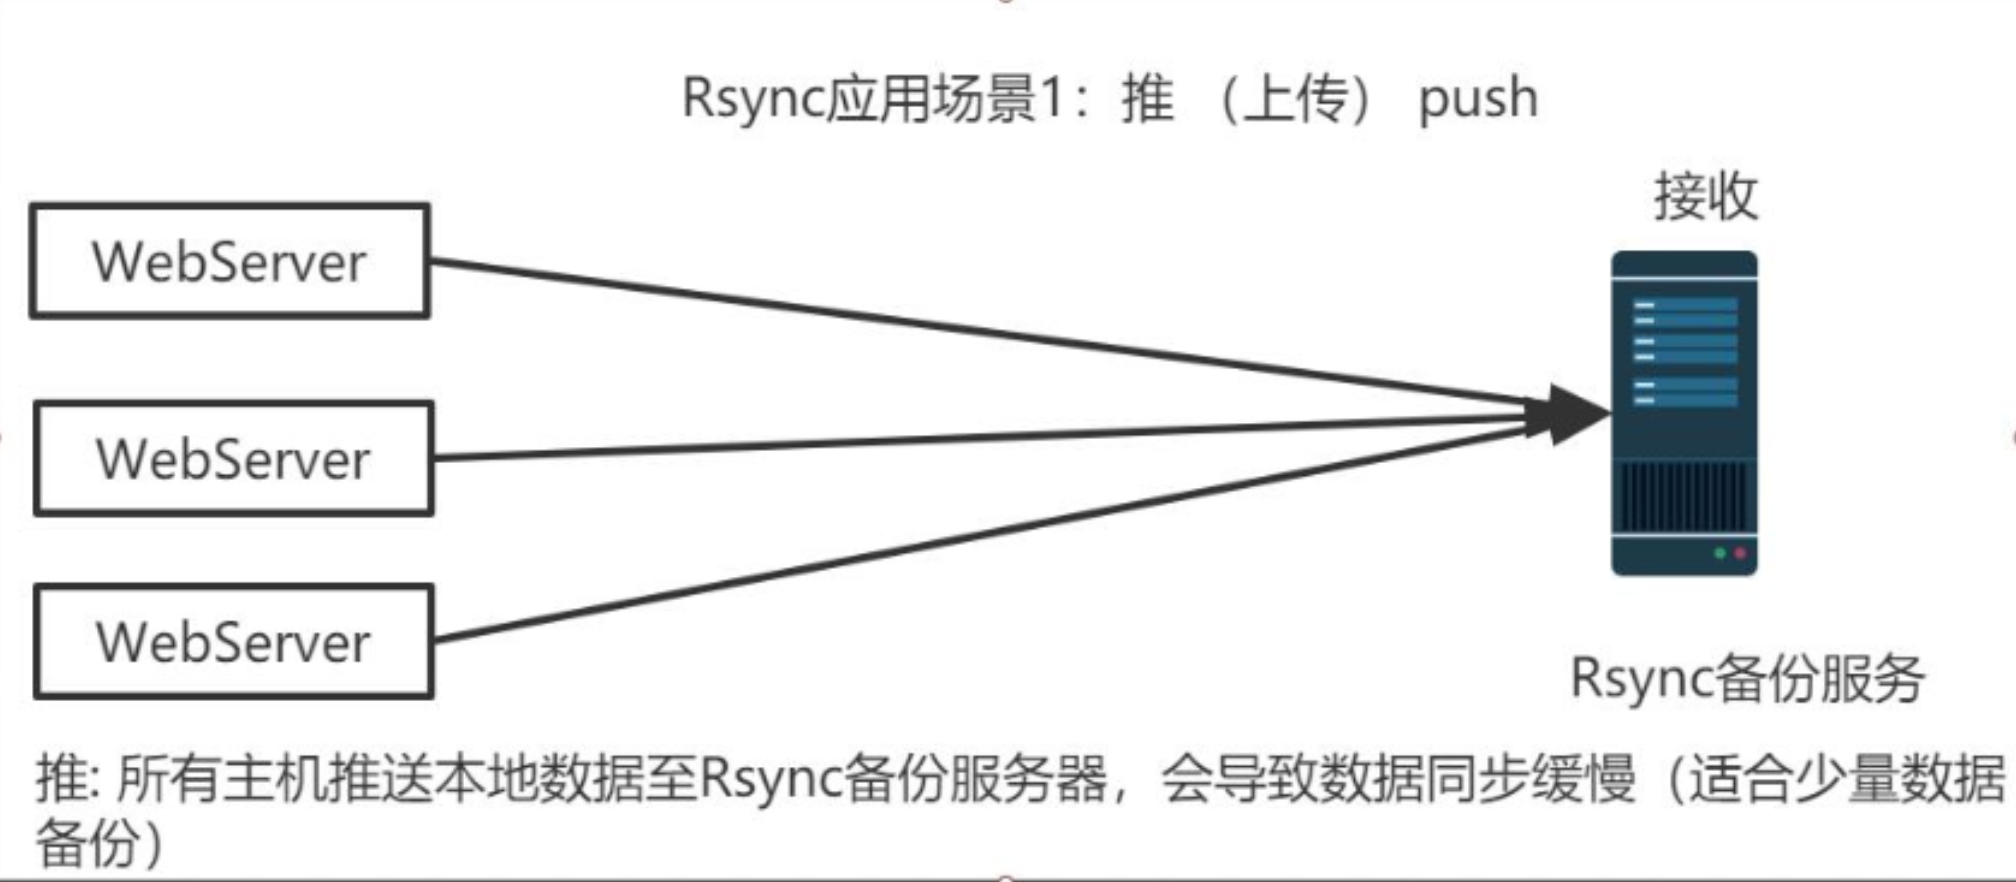 Rsync应用场景1：推 （上传） push
接收
WebServer
WebServer
WebServer
Rsync备份服务
推: 所有主机推送本地数据至Rsync备份服务器，会导致数据同步缓慢（适合少量数据
备份）